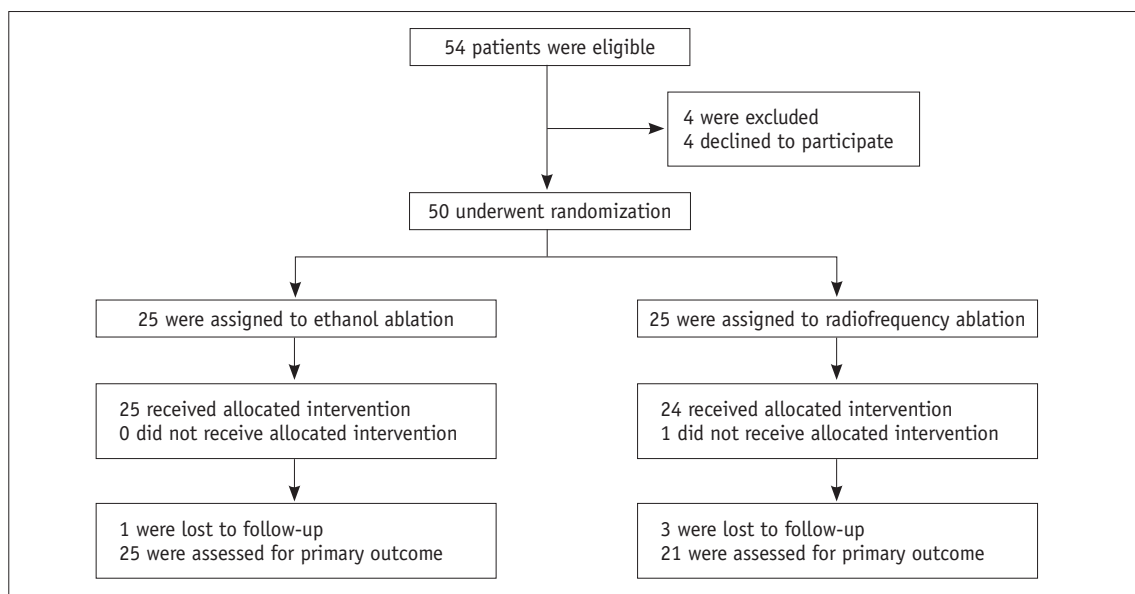 54 patients were eligible
4 were excluded
4 declined to participate
50 underwent randomization
25 were assigned to ethanol ablation
25 were assigned to radiofrequency ablation
25 received allocated intervention
0 did not receive allocated intervention
24 received allocated intervention
1 did not receive allocated intervention
1 were lost to follow-up
25 were assessed for primary outcome
3 were lost to follow-up
21 were assessed for primary outcome